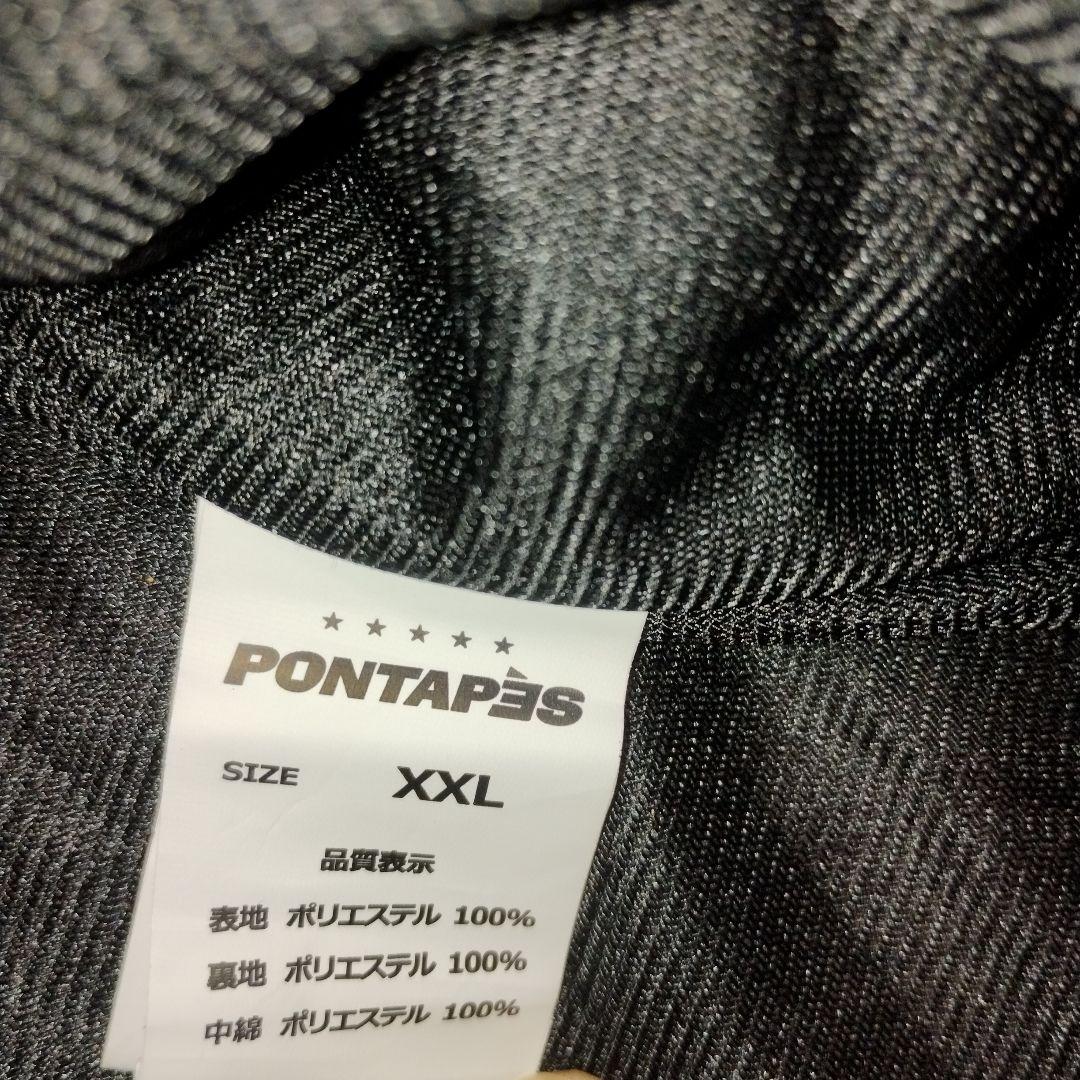 ★★★★★
PONTAPÈS
SIZE XXL
品質表示
表地 ポリエステル 100%
裏地 ポリエステル 100%
中綿 ポリエステル 100%